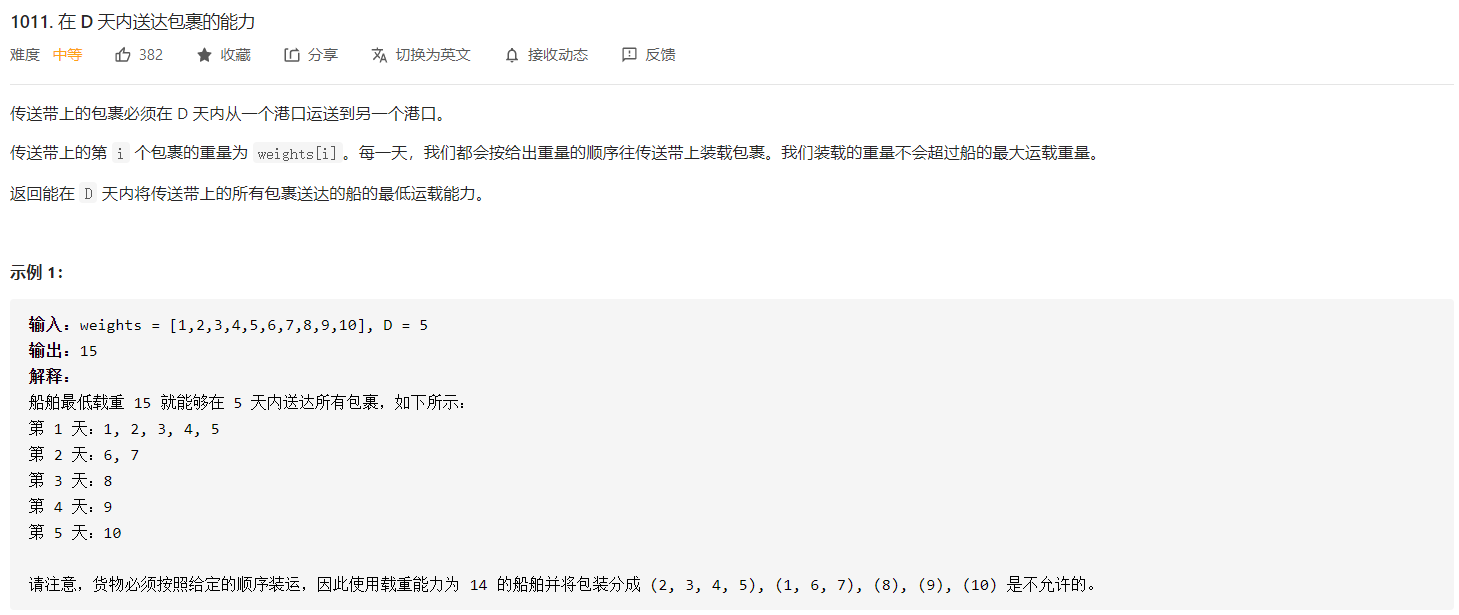 1011. 在 D 天内送达包裹的能力
难度 中等 382 收藏 分享 切换为英文 接收动态 反馈
传送带上的包裹必须在 D 天内从一个港口运送到另一个港口。
传送带上的第 i 个包裹的重量为 weights[i]。每一天，我们都会按给出重量的顺序往传送带上装载包裹。我们装载的重量不会超过船的最大运载重量。
返回能在 D 天内将传送带上的所有包裹送达的船的最低运载能力。
示例 1：
输入：weights = [1,2,3,4,5,6,7,8,9,10], D = 5
输出：15
解释：
船舶最低载重 15 就能够在 5 天内送达所有包裹，如下所示：
第 1 天：1, 2, 3, 4, 5
第 2 天：6, 7
第 3 天：8
第 4 天：9
第 5 天：10
请注意，货物必须按照给定的顺序装运，因此使用载重能力为 14 的船舶并将包装分成 (2, 3, 4, 5), (1, 6, 7), (8), (9), (10) 是不允许的。